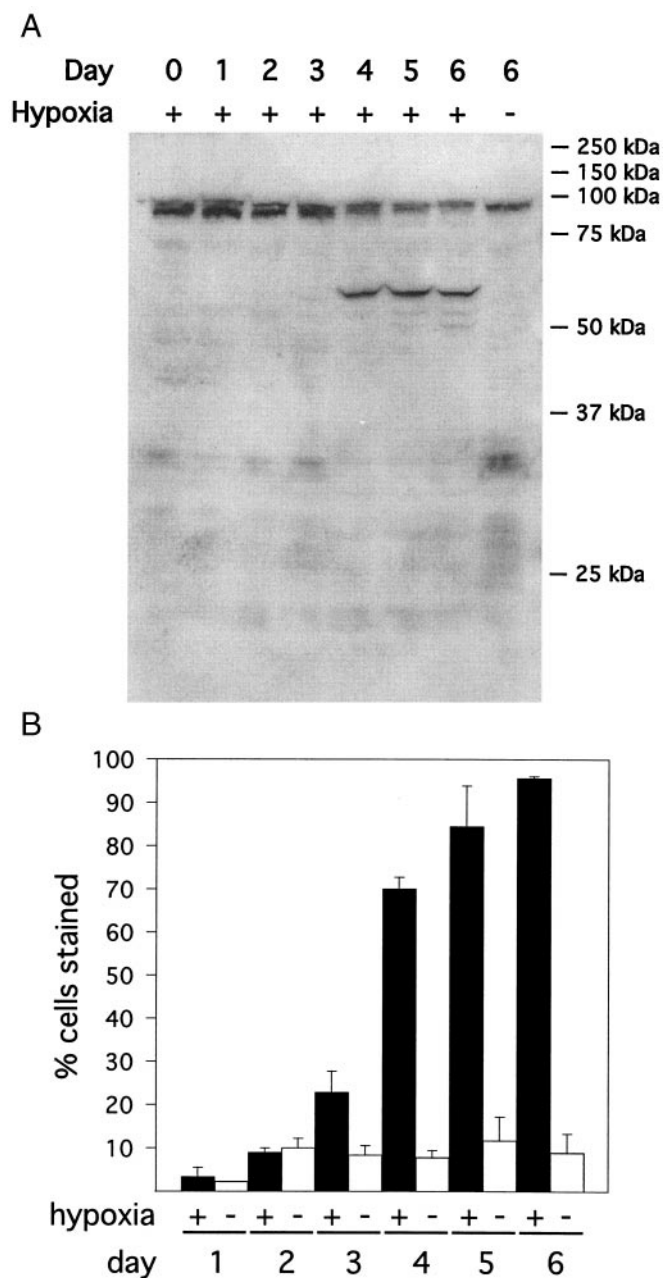 A
Day 0 1 2 3 4 5 6 6
Hypoxia + + + + + + + -
250 kDa
150 kDa
100 kDa
75 kDa
50 kDa
37 kDa
25 kDa
B
100
90
80
70
60
50
40
30
20
10
% cells stained
hypoxia + - + - + - + - + - + -
day 1 2 3 4 5 6